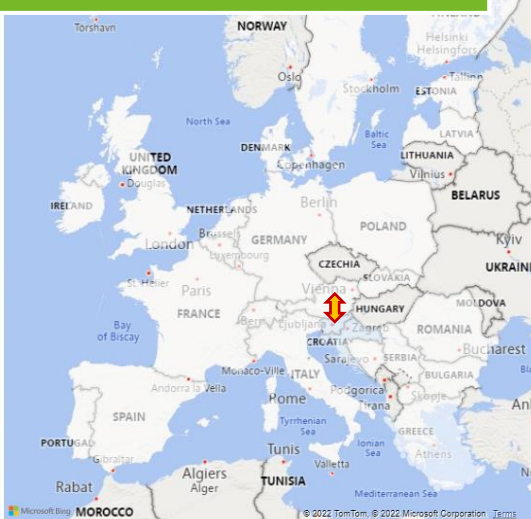 Torshavn
NORWAY
Helsinki
Helsingfors
Oslo
Stockholm
Tallinn
ESTONIA
North Sea
Baltic
Sea
LATVIA
DENMARK
Copenhagen
LITHUANIA
Vilnius
UNITED
KINGDOM
Douglas
BELARUS
IRELAND
NETHERLANDS
Berlin
POLAND
London
Brussels
GERMANY
Kyiv
Luxembourg
CZECHIA
UKRAINE
St. Helier
Paris
SLOVAKIA
Vienna
FRANCE
Bern
HUNGARY
MOLDOVA
Ljubljana
Zagreb
Bay
of Biscay
CROATIA
ROMANIA
Sarajevo
SERBIA
Bucharest
Monaco-Ville
ITALY
BULGARIA
Andorra la Vella
Rome
Podgorica
Skopje
Tirana
SPAIN
Tyrrhenian
Sea
GREECE
PORTUGAL
Ionian
Sea
Athens
Gibraltar
Tunis
Valletta
Algiers
Alger
Rabat
TUNISIA
Mediterranean Sea
Microsoft Bing
MOROCCO
© 2022 TomTom, © 2022 Microsoft Corporation Terms